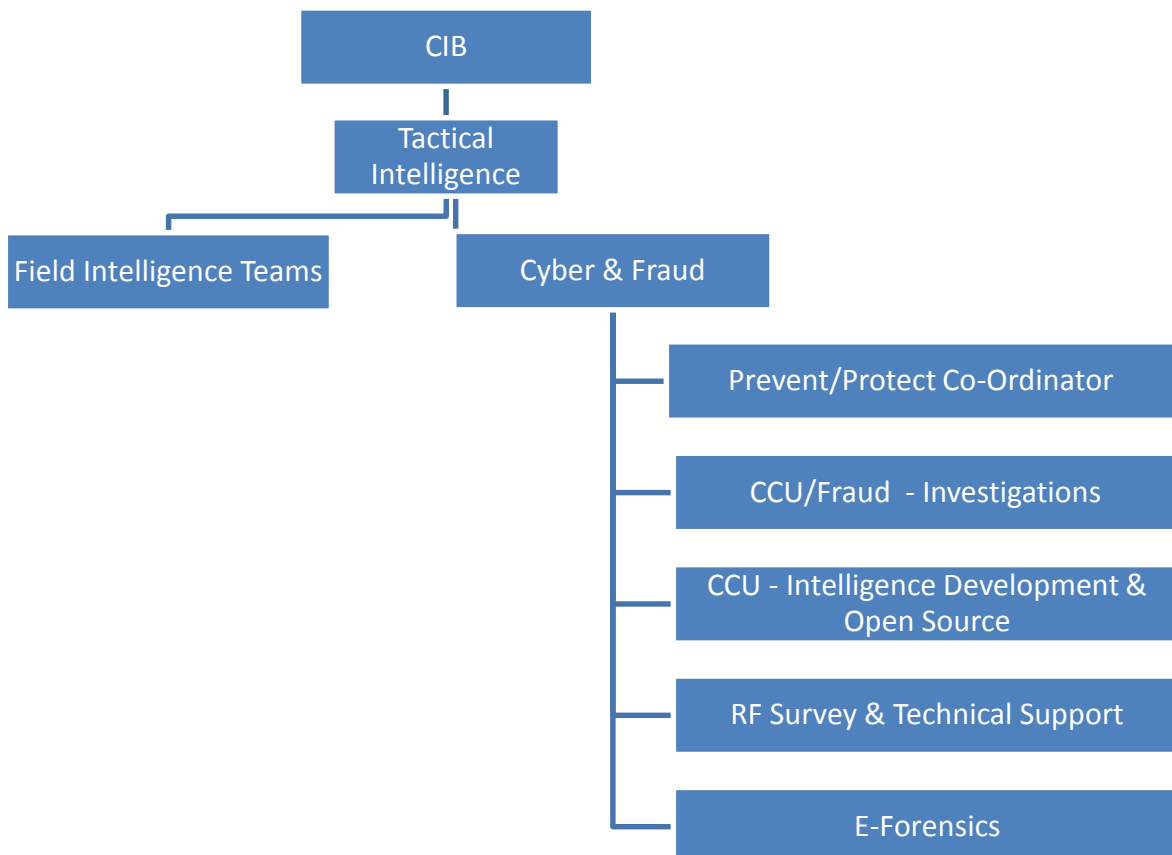 CIB
Tactical
Intelligence
Field Intelligence Teams
Cyber & Fraud
Prevent/Protect Co-Ordinator
CCU/Fraud  - Investigations
CCU - Intelligence Development &
Open Source
RF Survey & Technical Support
E-Forensics